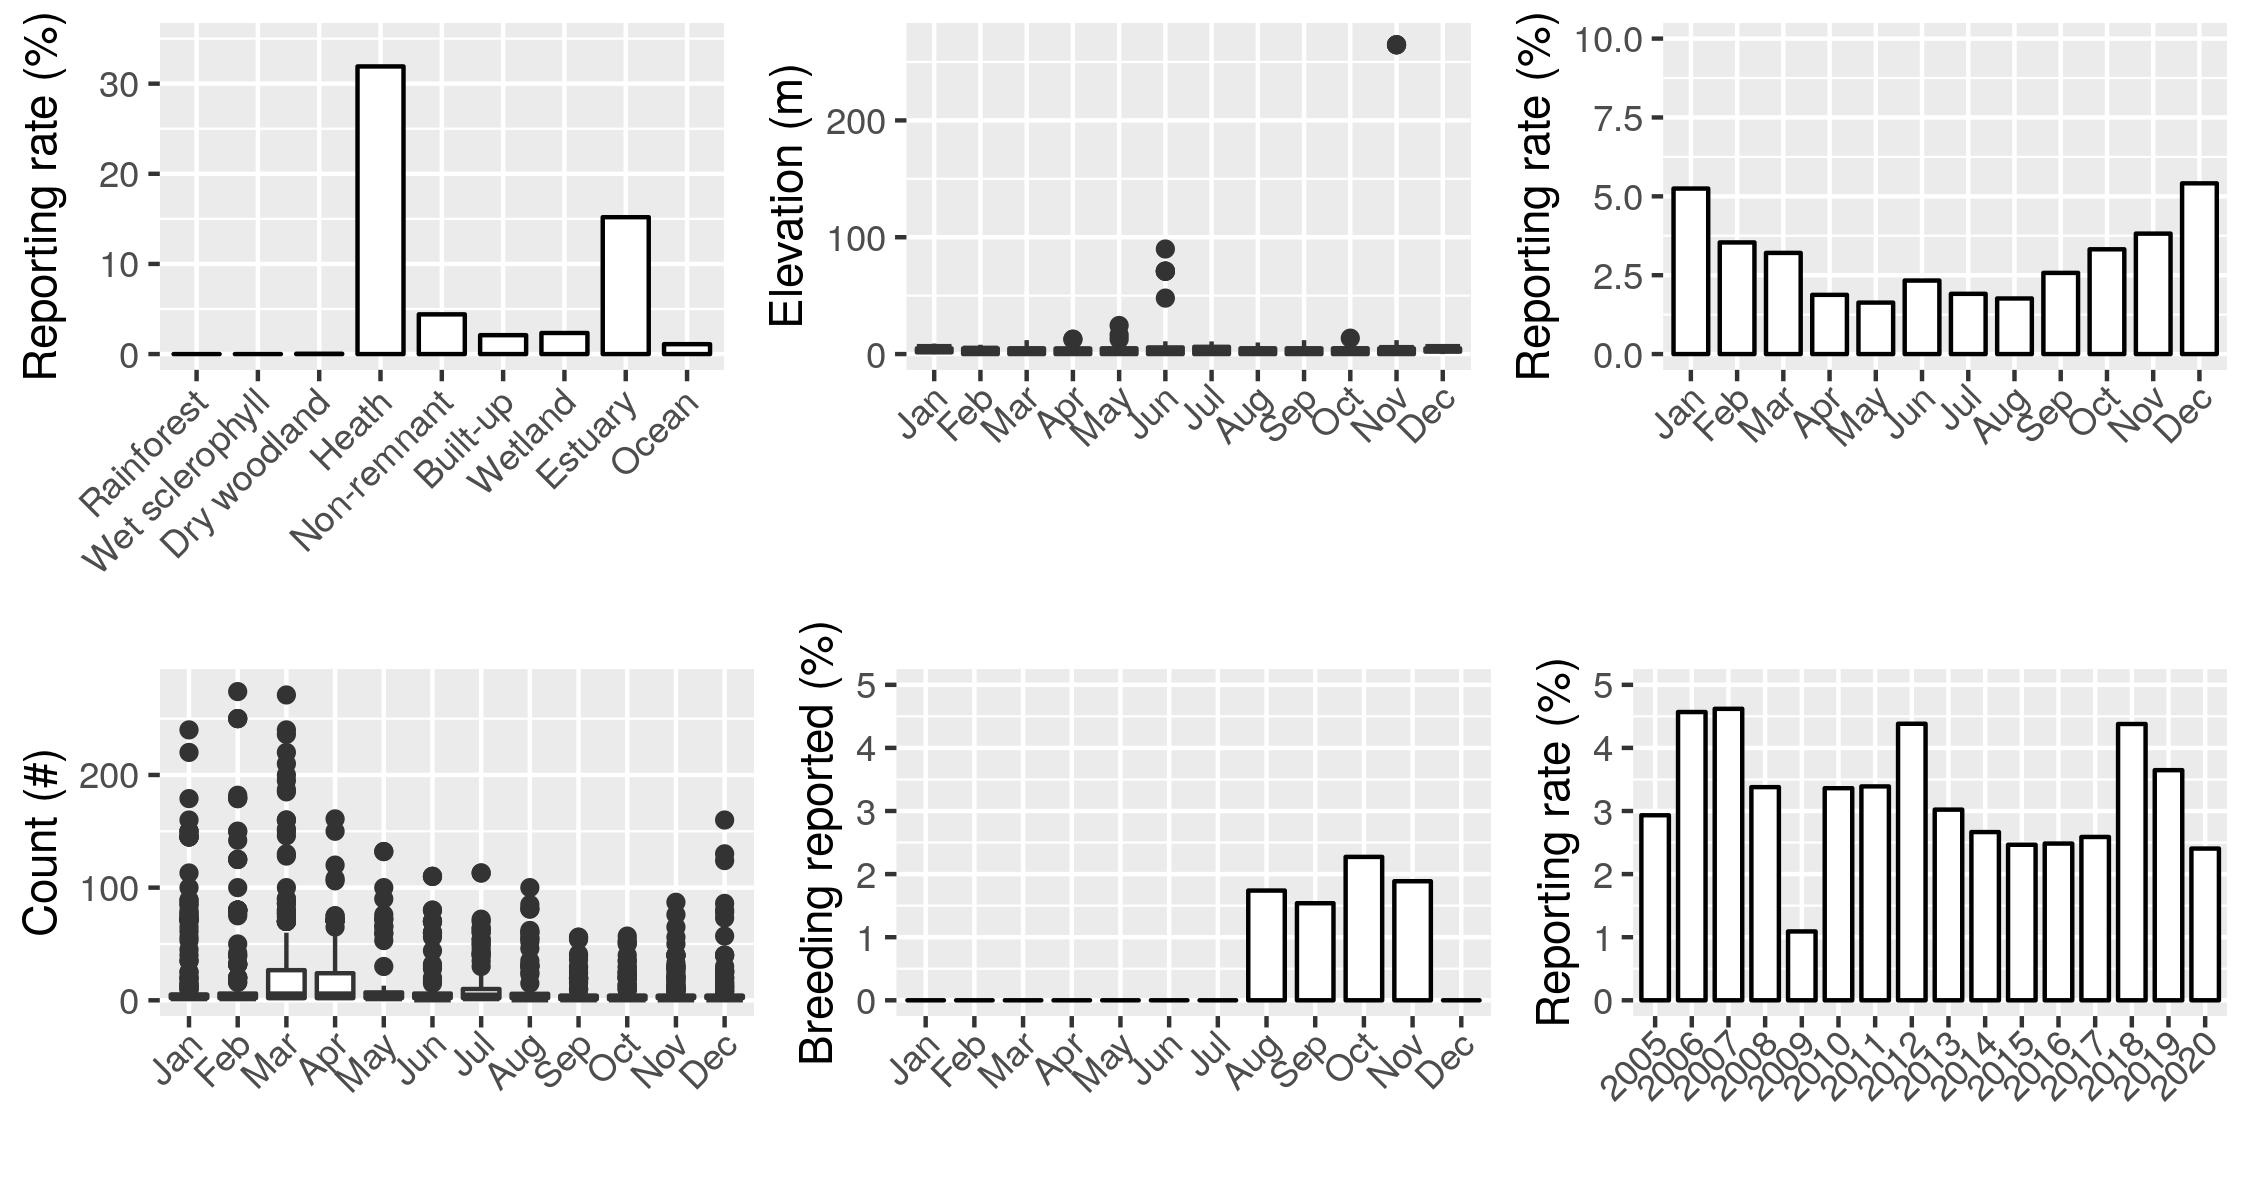 Reporting rate (%)
30
20
10
0
Rainforest
Wet sclerophyll
Dry woodland
Heath
Non-remnant
Built-up
Wetland
Estuary
Ocean
Elevation (m)
200
100
0
Jan
Feb
Mar
Apr
May
Jun
Jul
Aug
Sep
Oct
Nov
Dec
Reporting rate (%)
10.0
7.5
5.0
2.5
0.0
Jan
Feb
Mar
Apr
May
Jun
Jul
Aug
Sep
Oct
Nov
Dec
Count (#)
200
100
0
Jan
Feb
Mar
Apr
May
Jun
Jul
Aug
Sep
Oct
Nov
Dec
Breeding reported (%)
5
4
3
2
1
0
Jan
Feb
Mar
Apr
May
Jun
Jul
Aug
Sep
Oct
Nov
Dec
Reporting rate (%)
5
4
3
2
1
0
2005
2006
2007
2008
2009
2010
2011
2012
2013
2014
2015
2016
2017
2018
2019
2020